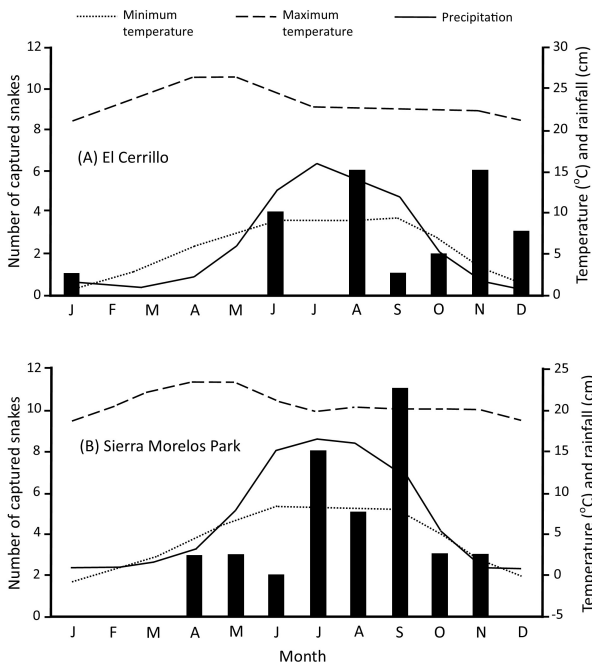 Minimum temperature
Maximum temperature
Precipitation
12
10
8
6
4
2
0
Number of captured snakes
(A) El Cerrillo
30
25
20
15
10
5
0
Temperature (°C) and rainfall (cm)
J F M A M J J A S O N D
12
10
8
6
4
2
0
Number of captured snakes
(B) Sierra Morelos Park
25
20
15
10
5
0
-5
Temperature (°C) and rainfall (cm)
J F M A M J J A S O N D
Month